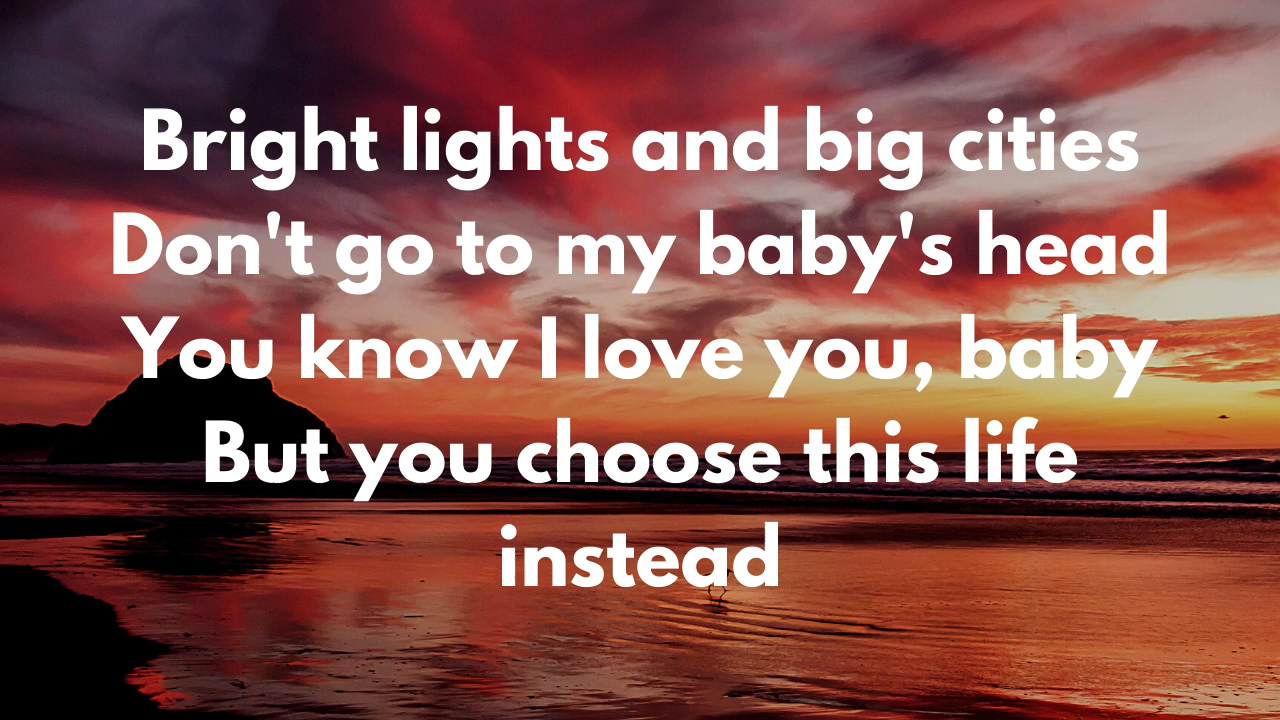 Bright lights and big cities
Don't go to my baby's head
You know I love you, baby
But you choose this life
instead